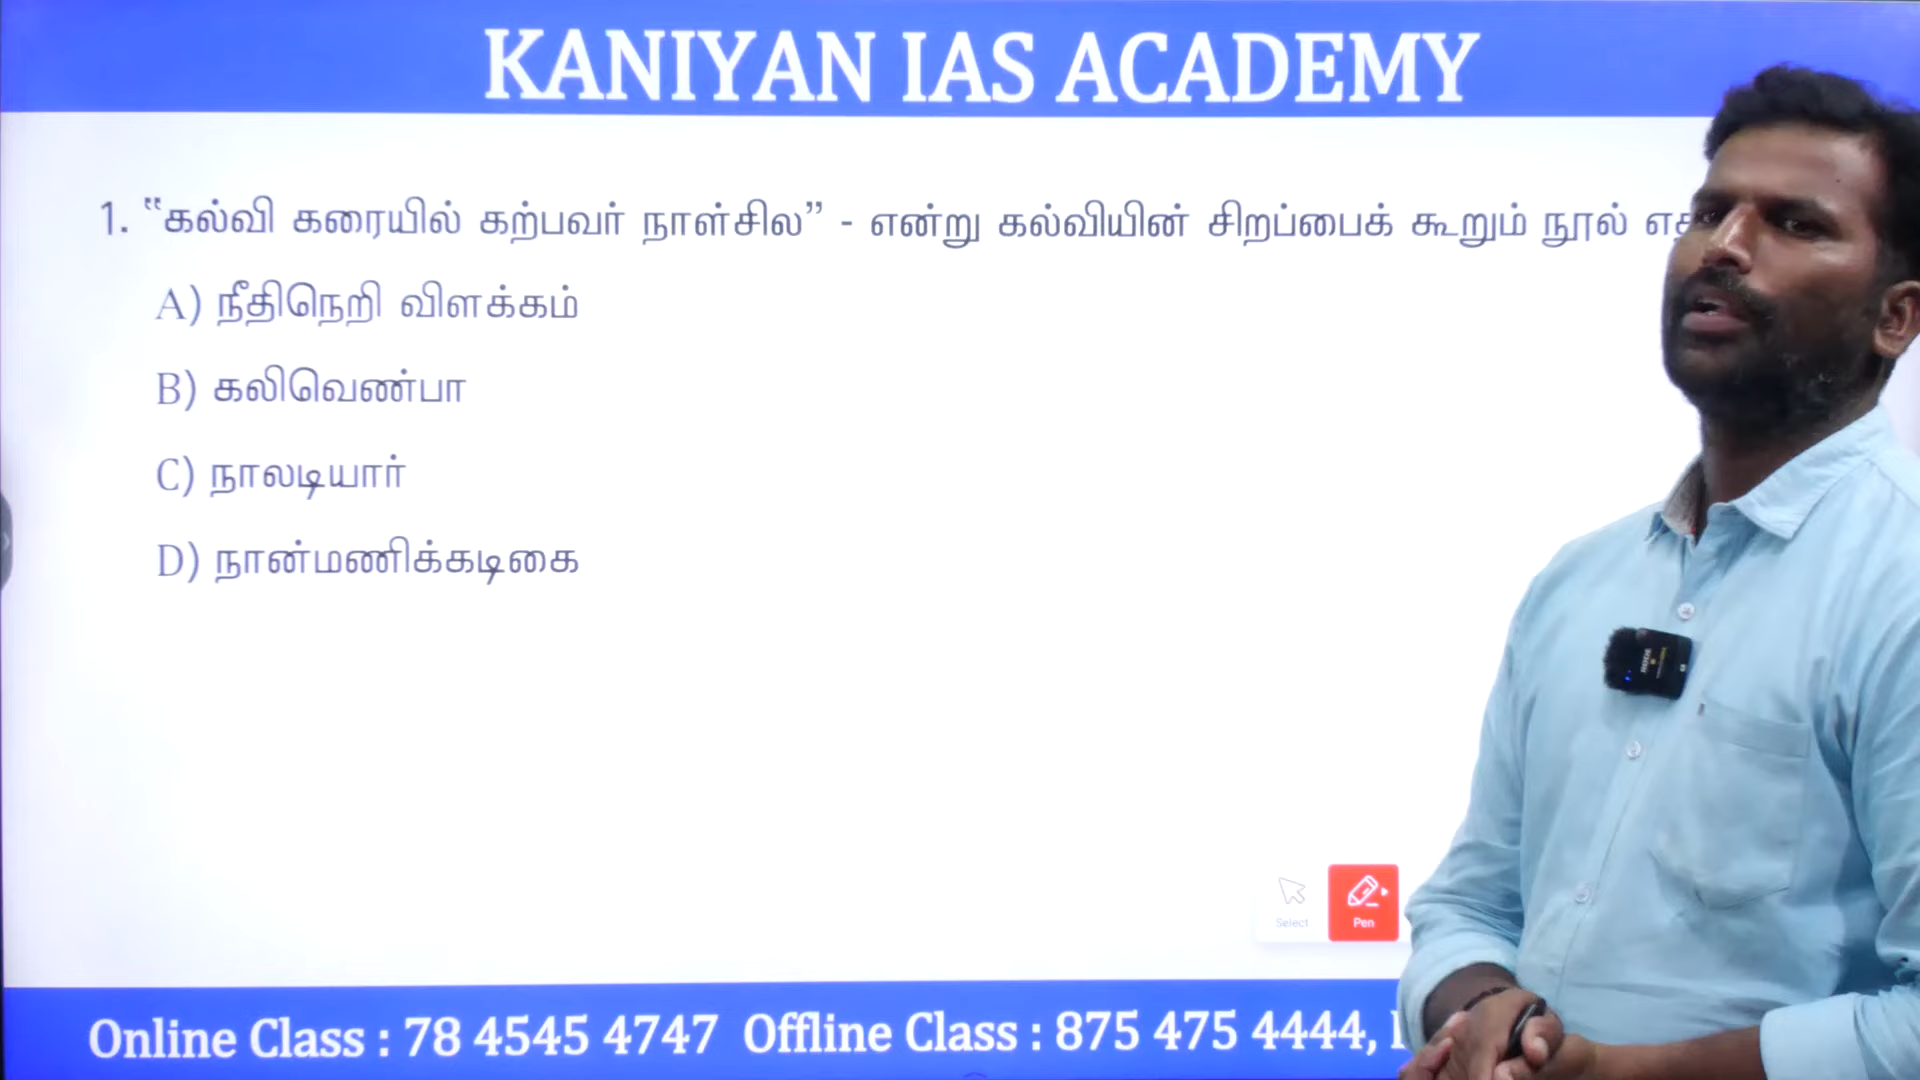 KANIYAN IAS ACADEMY
1. “கல்வி கரையில் கற்பவர் நாள்சில” - என்று கல்வியின் சிறப்பைக் கூறும் நூல்
A) நீதிநெறி விளக்கம்
B) கலிவெண்பா
C) நாலடியார்
D) நான்மணிக்கடிகை
Select
Pen
Online Class : 78 4545 4747 Offline Class : 875 475 4444,